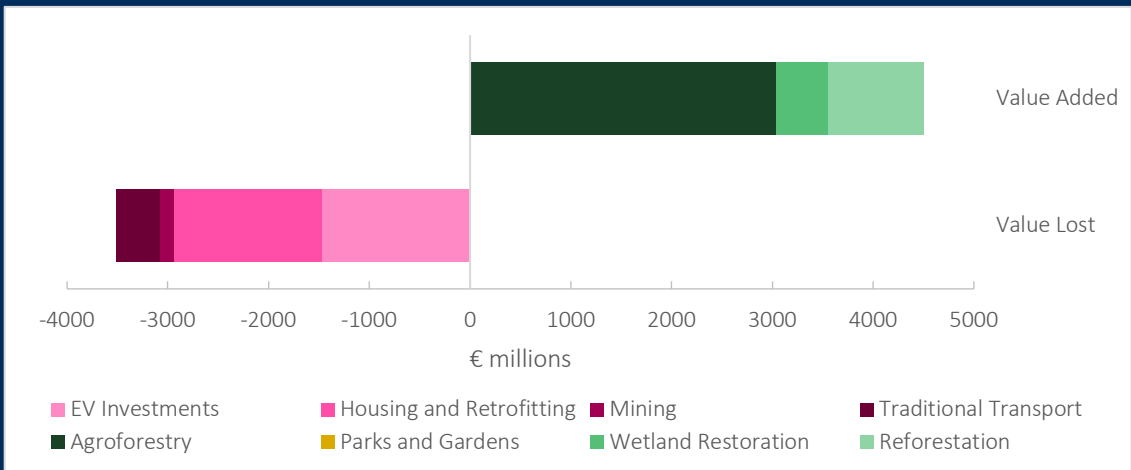 Value Added
Value Lost
-4000 -3000 -2000 -1000 0 1000 2000 3000 4000 5000
€ millions
EV Investments Housing and Retrofitting Mining Traditional Transport
Agroforestry Parks and Gardens Wetland Restoration Reforestation